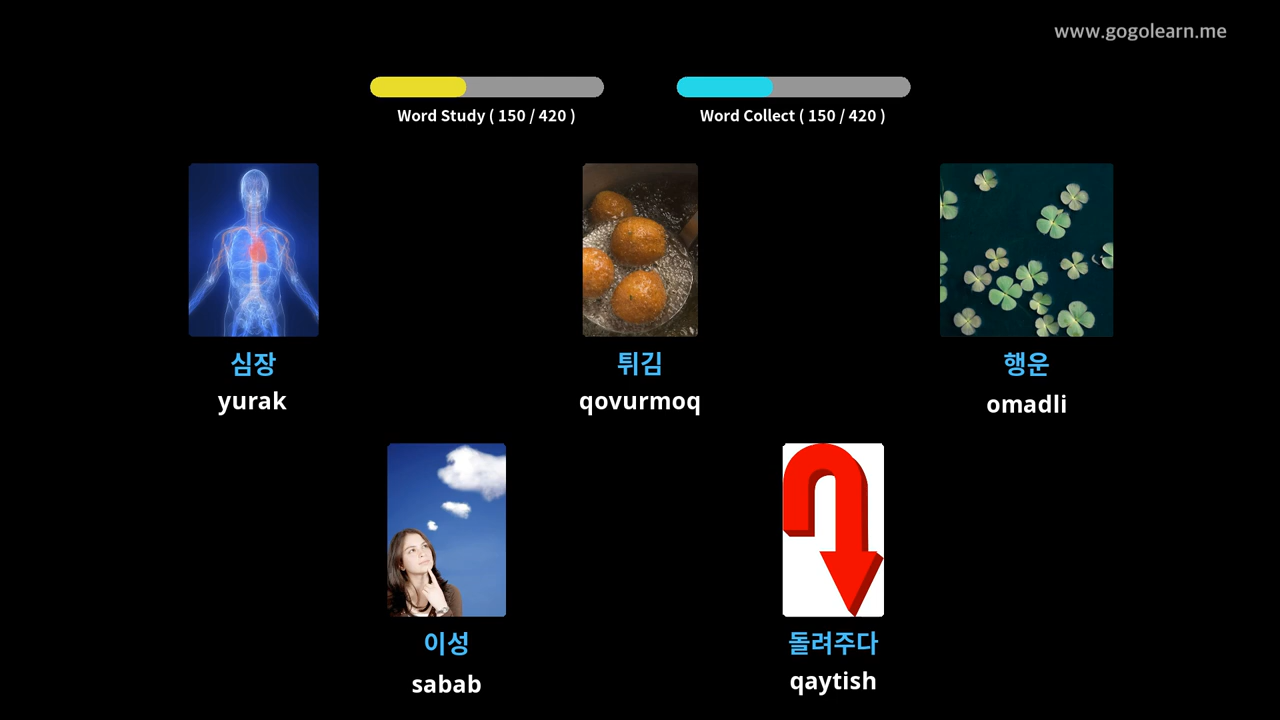 www.gogolearn.me
Word Study ( 150 / 420 )
Word Collect ( 150 / 420 )
심장
yurak
튀김
qovurmoq
행운
omadli
이성
sabab
돌려주다
qaytish